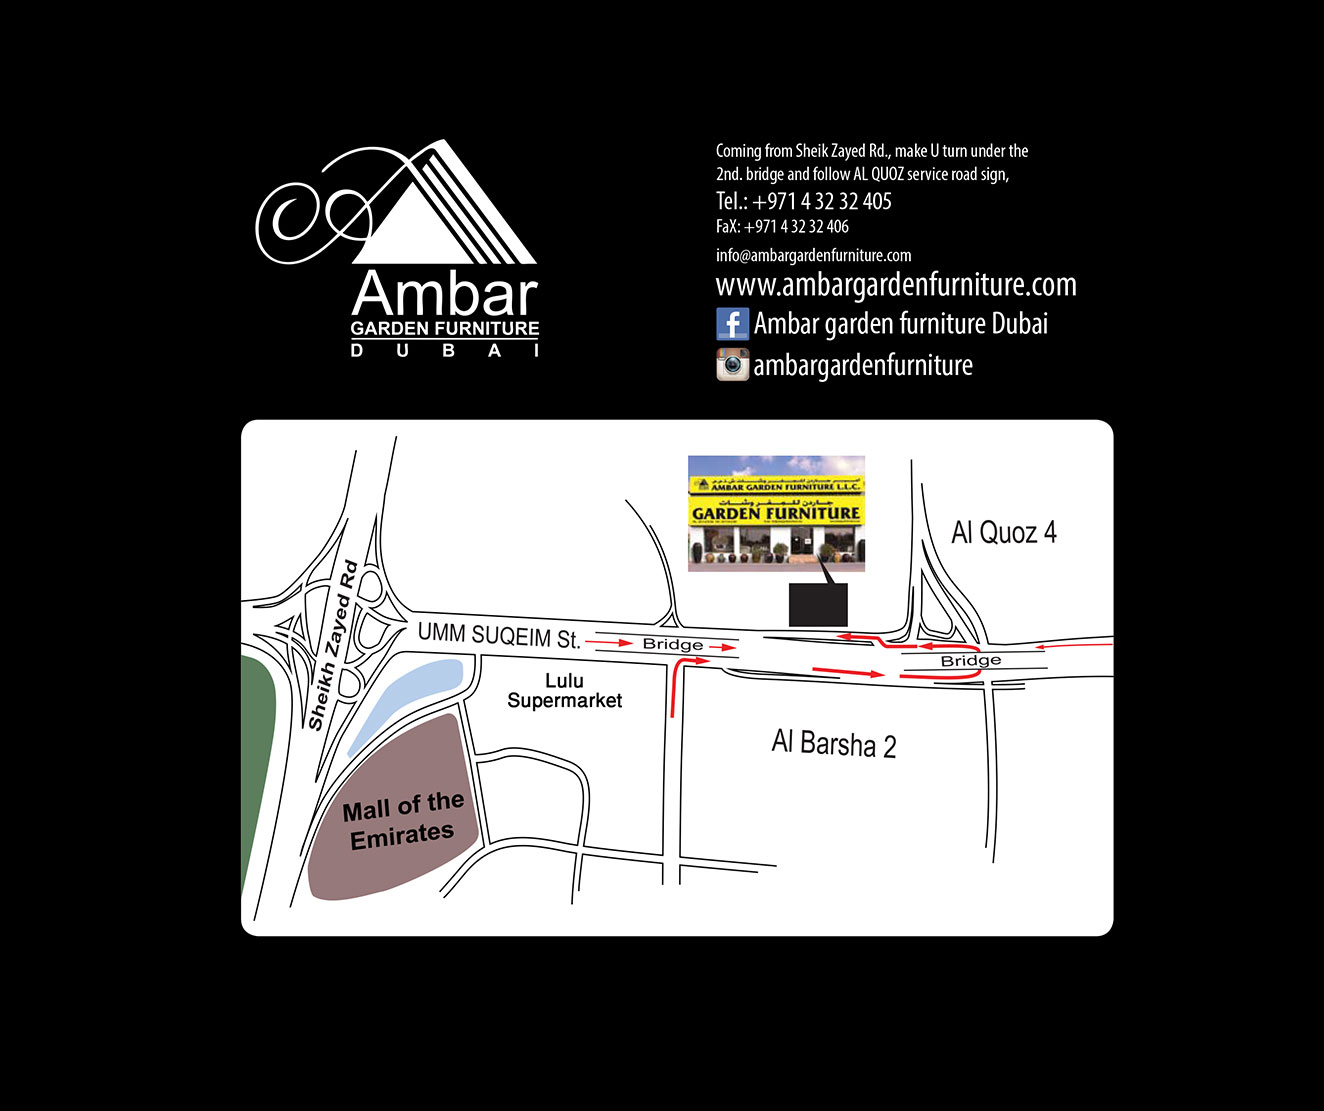 Ambar
GARDEN FURNITURE
DUBAI
Coming from Sheik Zayed Rd., make U turn under the
2nd. bridge and follow AL QUOZ service road sign,
Tel.: +971 4 32 32 405
FaX: +971 4 32 32 406
info@ambargardenfurniture.com
www.ambargardenfurniture.com
Ambar garden furniture Dubai
ambargardenfurniture
AMBAR GARDEN FURNITURE L.L.C.
GARDEN FURNITURE
Al Quoz 4
Sheikh Zayed Rd
UMM SUQEIM St.
Bridge
Bridge
Lulu
Supermarket
Al Barsha 2
Mall of the
Emirates